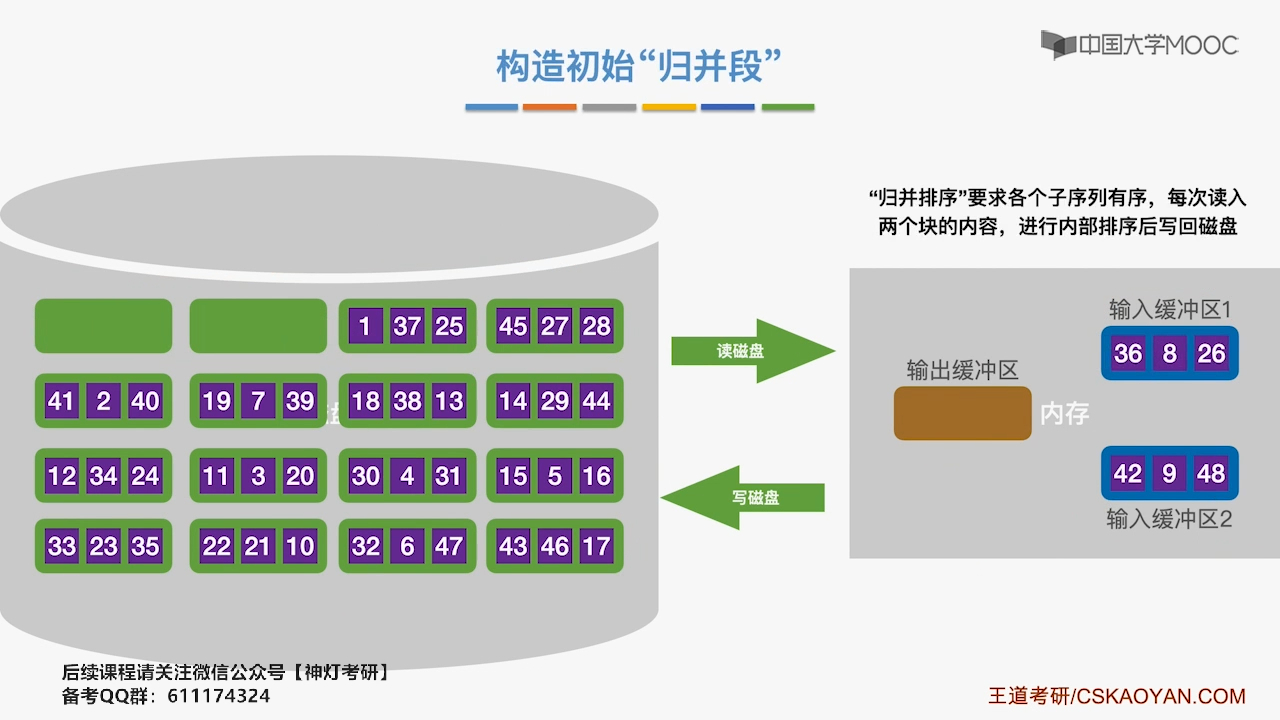 中国大学MOOC
构造初始“归并段”
“归并排序”要求各个子序列有序，每次读入
两个块的内容，进行内部排序后写回磁盘
1 37 25
45 27 28
41 2 40
19 7 39
18 38 13
14 29 44
12 34 24
11 3 20
30 4 31
15 5 16
33 23 35
22 21 10
32 6 47
43 46 17
读磁盘
写磁盘
输入缓冲区1
36 8 26
输出缓冲区
内存
42 9 48
输入缓冲区2
后续课程请关注微信公众号【神灯考研】
备考QQ群：611174324
王道考研/CSKAOYAN.COM